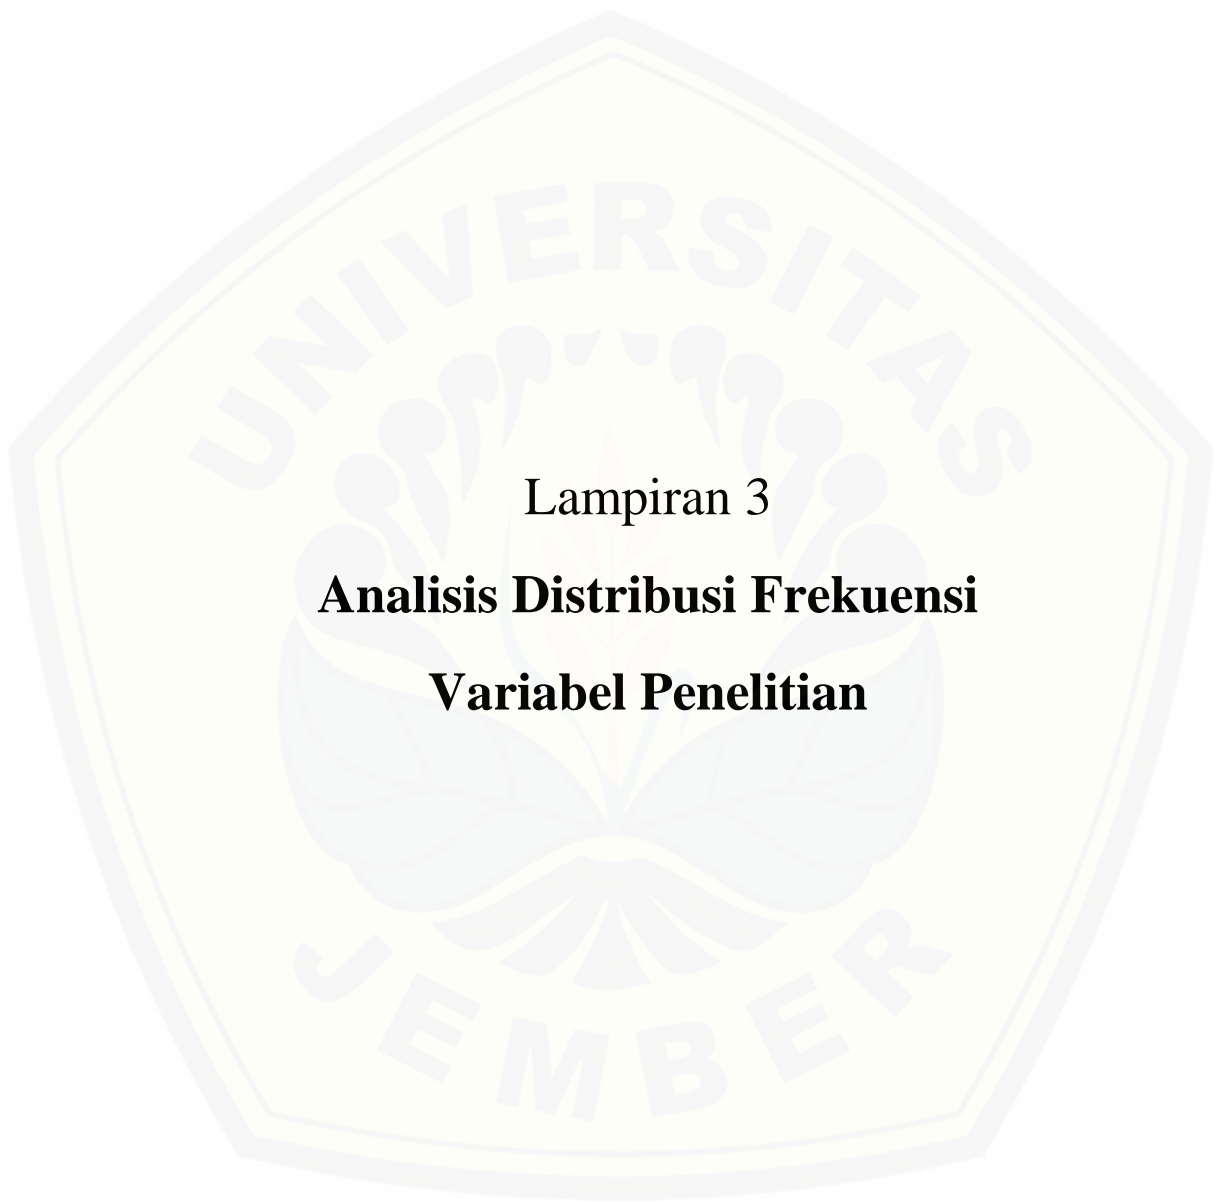 UNIVERSITAS
Lampiran 3
Analisis Distribusi Frekuensi
Variabel Penelitian
JEMBER